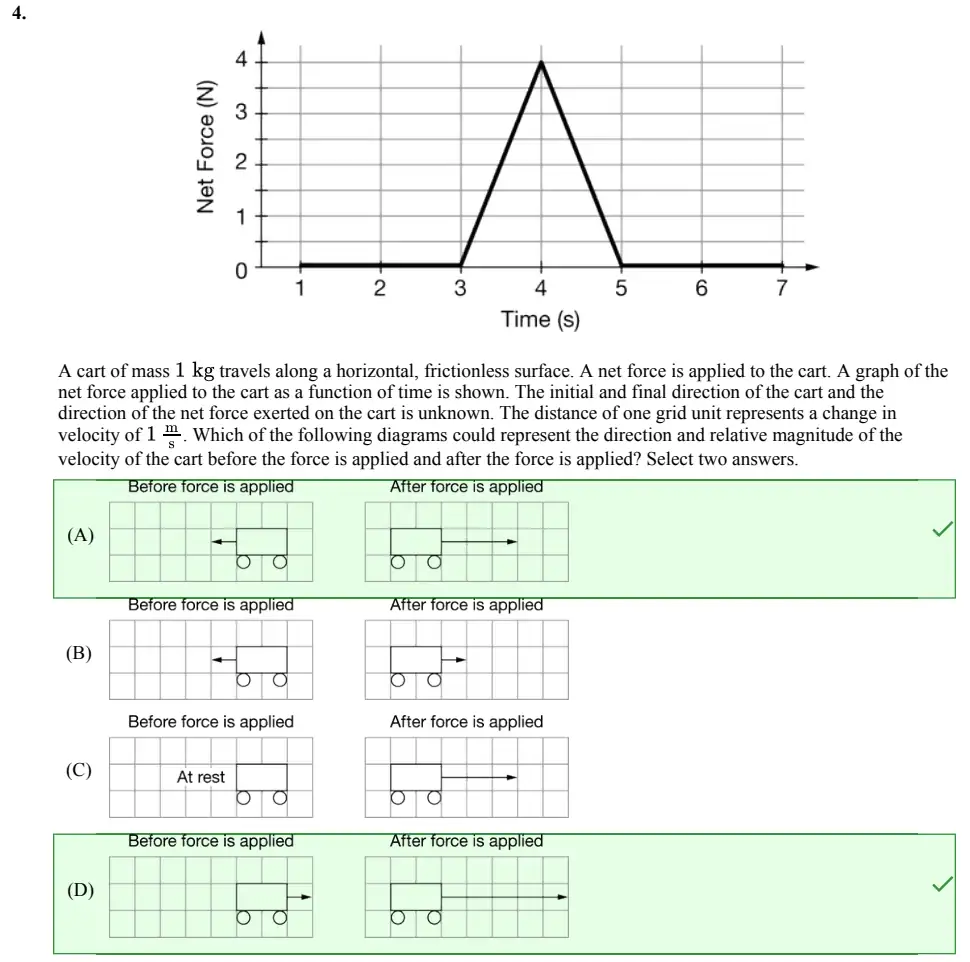 4.
4
3
2
1
0
Net Force (N)
1 2 3 4 5 6 7
Time (s)
A cart of mass 1 kg travels along a horizontal, frictionless surface. A net force is applied to the cart. A graph of the
net force applied to the cart as a function of time is shown. The initial and final direction of the cart and the
direction of the net force exerted on the cart is unknown. The distance of one grid unit represents a change in
velocity of 1 m/s. Which of the following diagrams could represent the direction and relative magnitude of the
velocity of the cart before the force is applied and after the force is applied? Select two answers.
Before force is applied After force is applied
(A)
Before force is applied After force is applied
(B)
Before force is applied After force is applied
(C) At rest
Before force is applied After force is applied
(D)